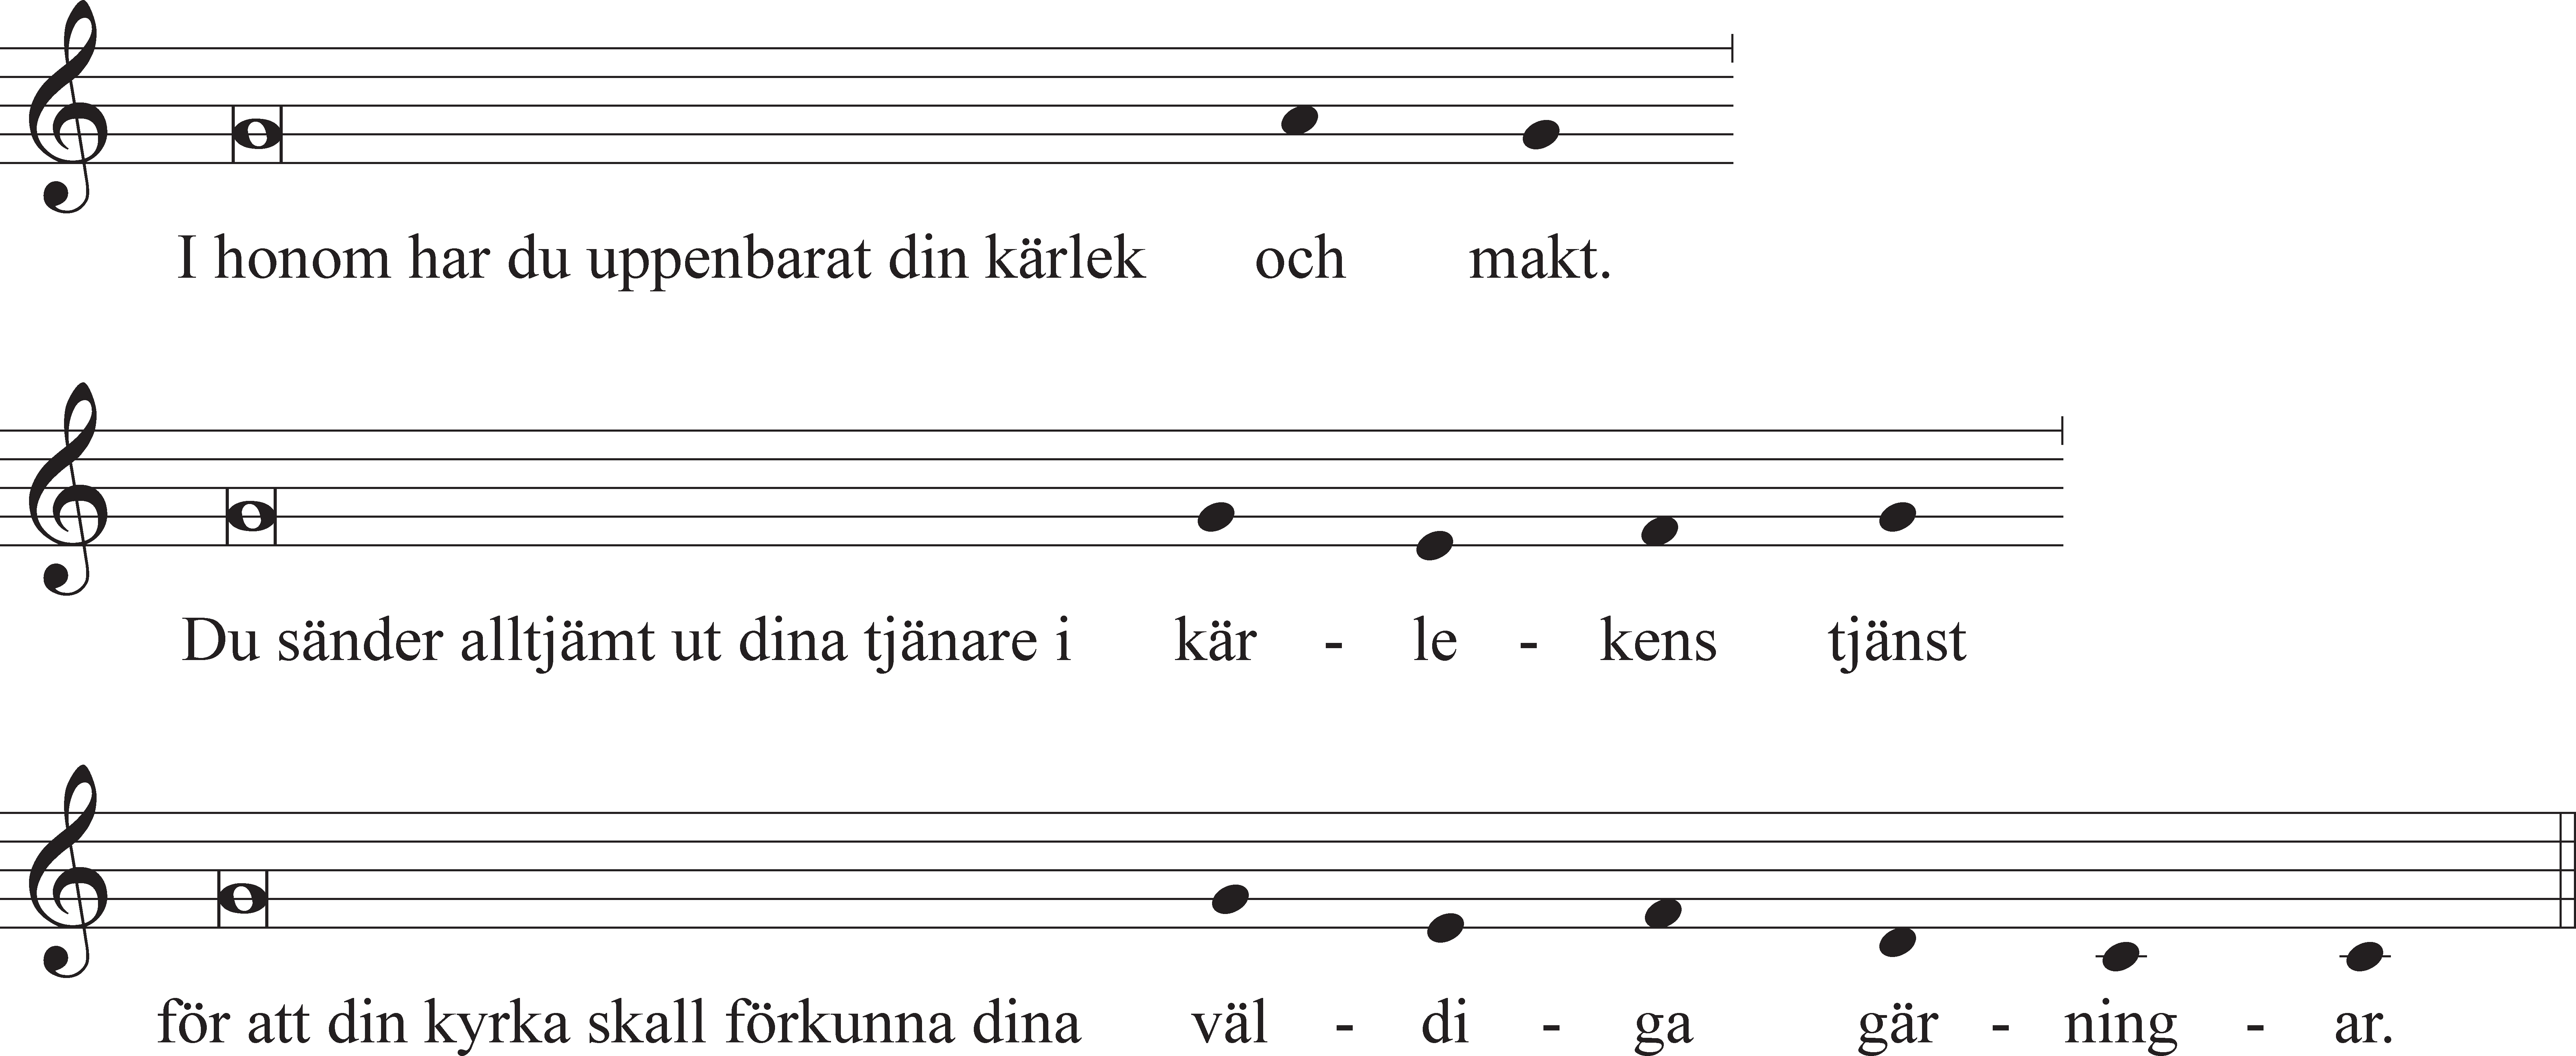 I honom har du uppenbarat din kärlek och makt.
Du sänder alltjämt ut dina tjänare i kär - le - kens tjänst
för att din kyrka skall förkunna dina väl - di - ga gär - ning - ar.